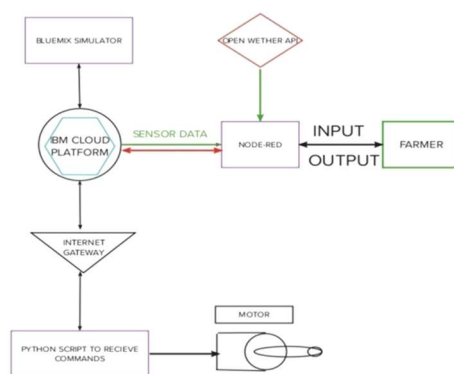 BLUEMIX SIMULATOR
OPEN WETHER API
IBM CLOUD
PLATFORM
SENSOR DATA
NODE-RED
INPUT
OUTPUT
FARMER
INTERNET
GATEWAY
MOTOR
PYTHON SCRIPT TO RECIEVE
COMMANDS